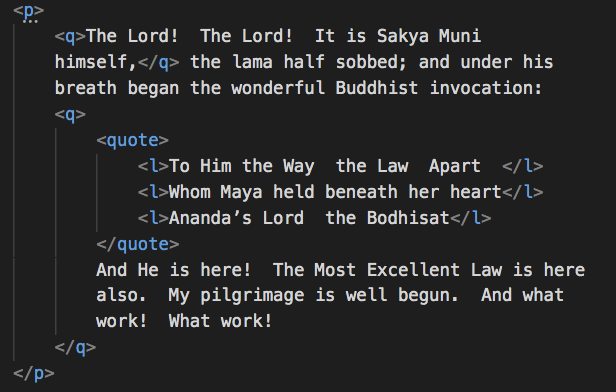 <p>
<q>The Lord!  The Lord!  It is Sakya Muni
himself,</q> the lama half sobbed; and under his
breath began the wonderful Buddhist invocation:
<q>
<quote>
<l>To Him the Way  the Law  Apart  </l>
<l>Whom Maya held beneath her heart</l>
<l>Ananda’s Lord  the Bodhisat</l>
</quote>
And He is here!  The Most Excellent Law is here
also.  My pilgrimage is well begun.  And what
work!  What work!
</q>
</p>